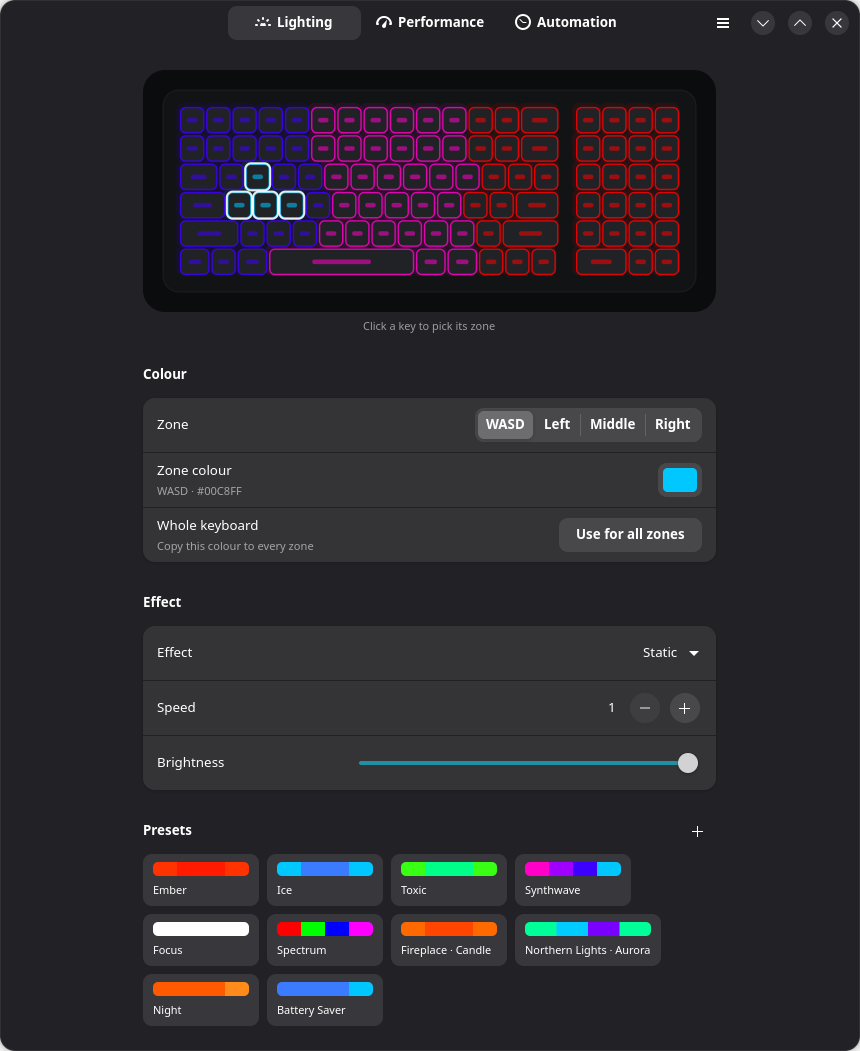 Lighting
Performance
Automation
Click a key to pick its zone
Colour
Zone
WASD
Left
Middle
Right
Zone colour
WASD · #00C8FF
Whole keyboard
Copy this colour to every zone
Use for all zones
Effect
Effect
Static
Speed
1
Brightness
Presets
Ember
Ice
Toxic
Synthwave
Focus
Spectrum
Fireplace · Candle
Northern Lights · Aurora
Night
Battery Saver